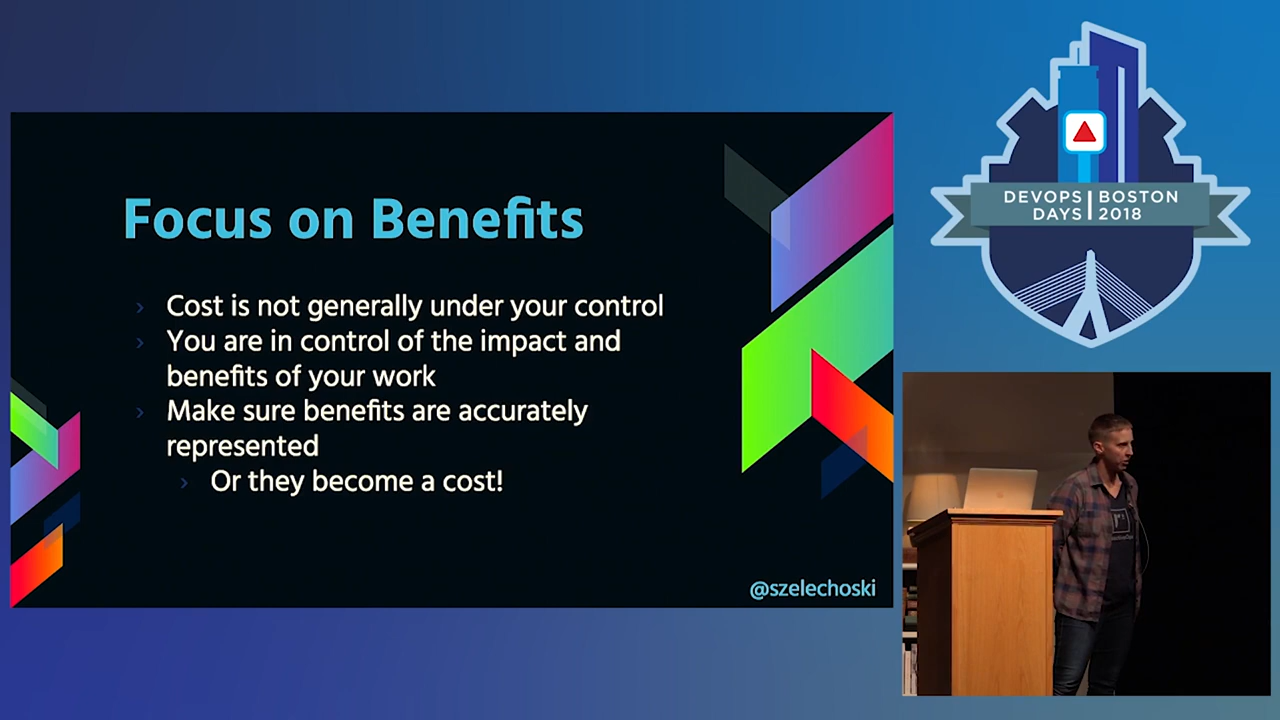 Focus on Benefits
Cost is not generally under your control
You are in control of the impact and
benefits of your work
Make sure benefits are accurately
represented
Or they become a cost!
@szelechoski
DEVOPS | BOSTON
DAYS | 2018